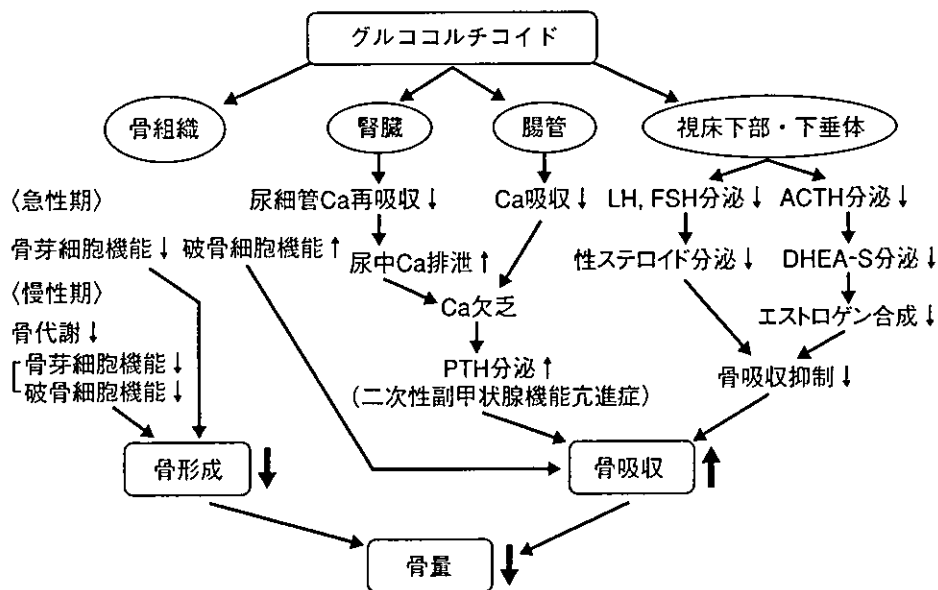 グルココルチコイド
骨組織
腎臓
腸管
視床下部・下垂体
〈急性期〉
尿細管Ca再吸収↓
Ca吸収↓
LH, FSH分泌↓
ACTH分泌↓
骨芽細胞機能↓
破骨細胞機能↑
尿中Ca排泄↑
性ステロイド分泌↓
DHEA-S分泌↓
〈慢性期〉
Ca欠乏
エストロゲン合成↓
骨代謝↓
骨芽細胞機能↓
破骨細胞機能↓
PTH分泌↑
(二次性副甲状腺機能亢進症)
骨吸収抑制↓
骨形成↓
骨吸収↑
骨量↓